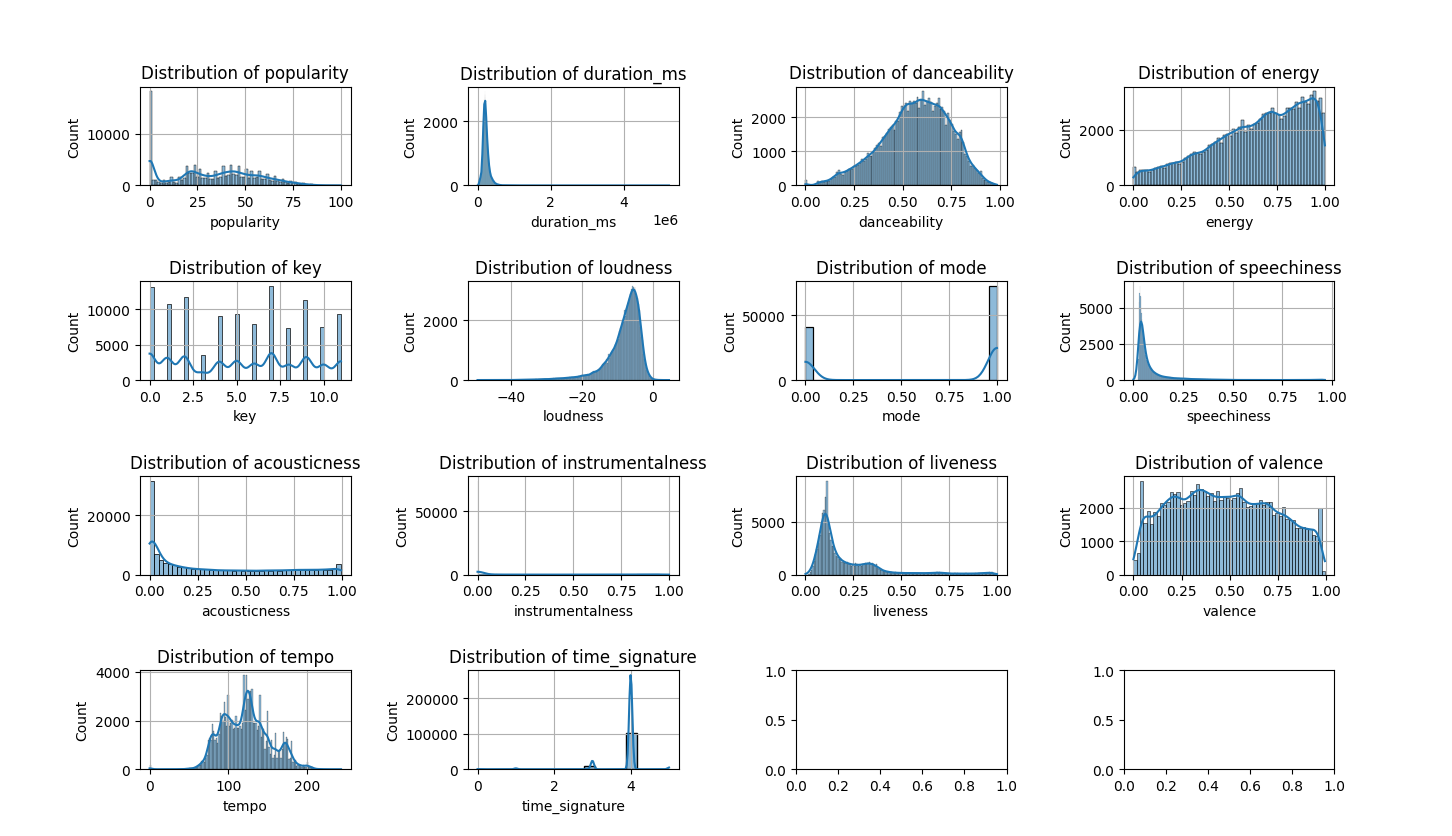 Distribution of popularity
Count
10000
0
0 25 50 75 100
popularity
Distribution of duration_ms
Count
2000
0
0 2 4
1e6
duration_ms
Distribution of danceability
Count
2000
1000
0
0.00 0.25 0.50 0.75 1.00
danceability
Distribution of energy
Count
2000
0
0.00 0.25 0.50 0.75 1.00
energy
Distribution of key
Count
10000
5000
0
0.0 2.5 5.0 7.5 10.0
key
Distribution of loudness
Count
2000
0
−40 −20 0
loudness
Distribution of mode
Count
50000
0
0.00 0.25 0.50 0.75 1.00
mode
Distribution of speechiness
Count
5000
2500
0
0.00 0.25 0.50 0.75 1.00
speechiness
Distribution of acousticness
Count
20000
0
0.00 0.25 0.50 0.75 1.00
acousticness
Distribution of instrumentalness
Count
50000
0
0.00 0.25 0.50 0.75 1.00
instrumentalness
Distribution of liveness
Count
5000
0
0.00 0.25 0.50 0.75 1.00
liveness
Distribution of valence
Count
2000
1000
0
0.00 0.25 0.50 0.75 1.00
valence
Distribution of tempo
Count
4000
2000
0
0 100 200
tempo
Distribution of time_signature
Count
200000
100000
0
0 2 4
time_signature
1.0
0.5
0.0
0.0 0.2 0.4 0.6 0.8 1.0
1.0
0.5
0.0
0.0 0.2 0.4 0.6 0.8 1.0